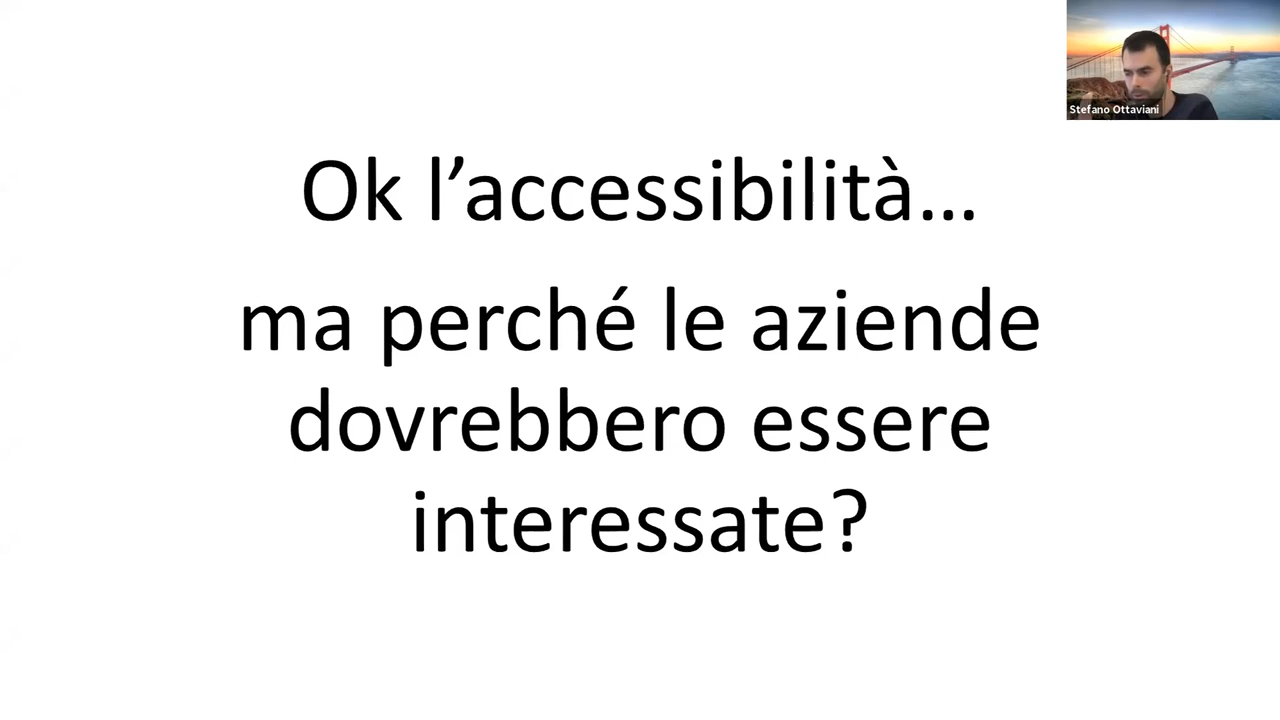 Stefano Ottaviani
Ok l’accessibilità…
ma perché le aziende
dovrebbero essere
interessate?